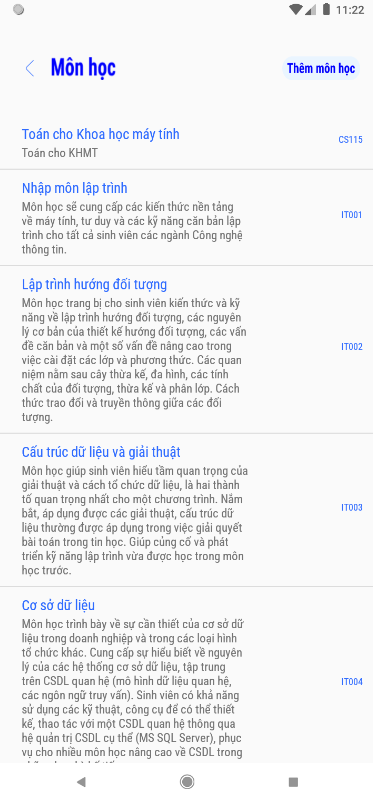 11:22
Môn học
Thêm môn học
Toán cho Khoa học máy tính
CS115
Toán cho KHMT
Nhập môn lập trình
Môn học sẽ cung cấp các kiến thức nền tảng
về máy tính, tư duy và các kỹ năng căn bản lập
trình cho tất cả sinh viên các ngành Công nghệ
thông tin.
IT001
Lập trình hướng đối tượng
Môn học trang bị cho sinh viên kiến thức và kỹ
năng về lập trình hướng đối tượng, các nguyên
lý cơ bản của thiết kế hướng đối tượng, các vấn
đề căn bản và một số vấn đề nâng cao trong
việc cài đặt các lớp và phương thức. Các quan
niệm nằm sau cây thừa kế, đa hình, các tính
chất của đối tượng, thừa kế và phân lớp. Cách
thức trao đổi và truyền thông giữa các đối
tượng.
IT002
Cấu trúc dữ liệu và giải thuật
Môn học giúp sinh viên hiểu tầm quan trọng của
giải thuật và cách tổ chức dữ liệu, là hai thành
tố quan trọng nhất cho một chương trình. Nắm
bắt, áp dụng được các giải thuật, cấu trúc dữ
liệu thường được áp dụng trong việc giải quyết
bài toán trong tin học. Giúp củng cố và phát
triển kỹ năng lập trình vừa được học trong môn
học trước.
IT003
Cơ sở dữ liệu
Môn học trình bày về sự cần thiết của cơ sở dữ
liệu trong doanh nghiệp và trong các loại hình
tổ chức khác. Cung cấp sự hiểu biết về nguyên
lý của các hệ thống cơ sở dữ liệu, tập trung
trên CSDL quan hệ (mô hình dữ liệu quan hệ,
các ngôn ngữ truy vấn). Sinh viên có khả năng
sử dụng các kỹ thuật, công cụ để có thể thiết
kế, thao tác với một CSDL quan hệ thông qua
hệ quản trị CSDL cụ thể (MS SQL Server), phục
vụ cho nhiều môn học nâng cao về CSDL trong
IT004